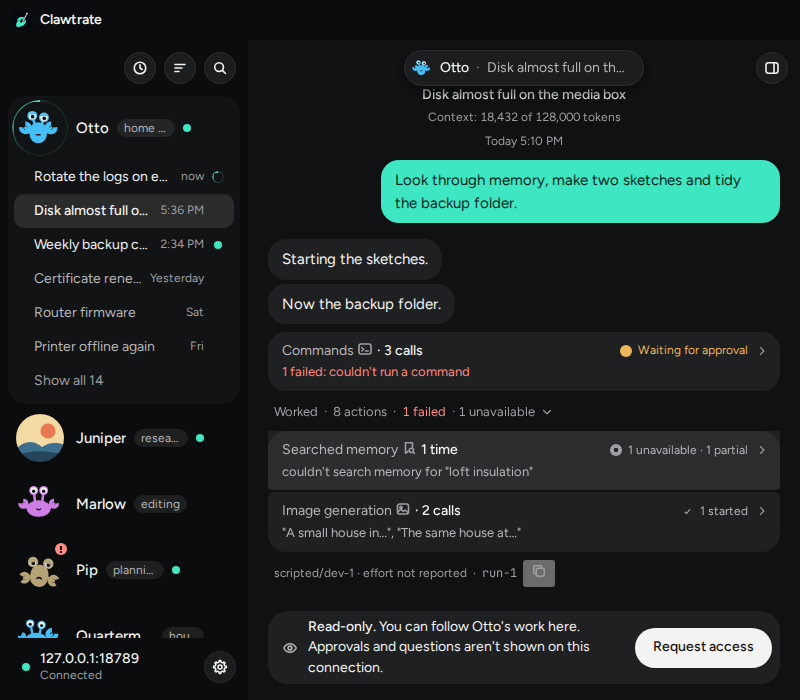 Clawtrate
Otto · Disk almost full on th...
Otto home ...
Rotate the logs on e... now
Disk almost full o... 5:36 PM
Weekly backup c... 2:34 PM
Certificate rene... Yesterday
Router firmware Sat
Printer offline again Fri
Show all 14
Juniper resea...
Marlow editing
Pip planni...
Quarterm hou...
127.0.0.1:18789
Connected
Disk almost full on the media box
Context: 18,432 of 128,000 tokens
Today 5:10 PM
Look through memory, make two sketches and tidy
the backup folder.
Starting the sketches.
Now the backup folder.
Commands · 3 calls Waiting for approval
1 failed: couldn't run a command
Worked · 8 actions · 1 failed · 1 unavailable
Searched memory 1 time 1 unavailable · 1 partial
couldn't search memory for "loft insulation"
Image generation · 2 calls 1 started
"A small house in...", "The same house at..."
scripted/dev-1 · effort not reported · run-1
Read-only. You can follow Otto's work here.
Approvals and questions aren't shown on this
connection.
Request access